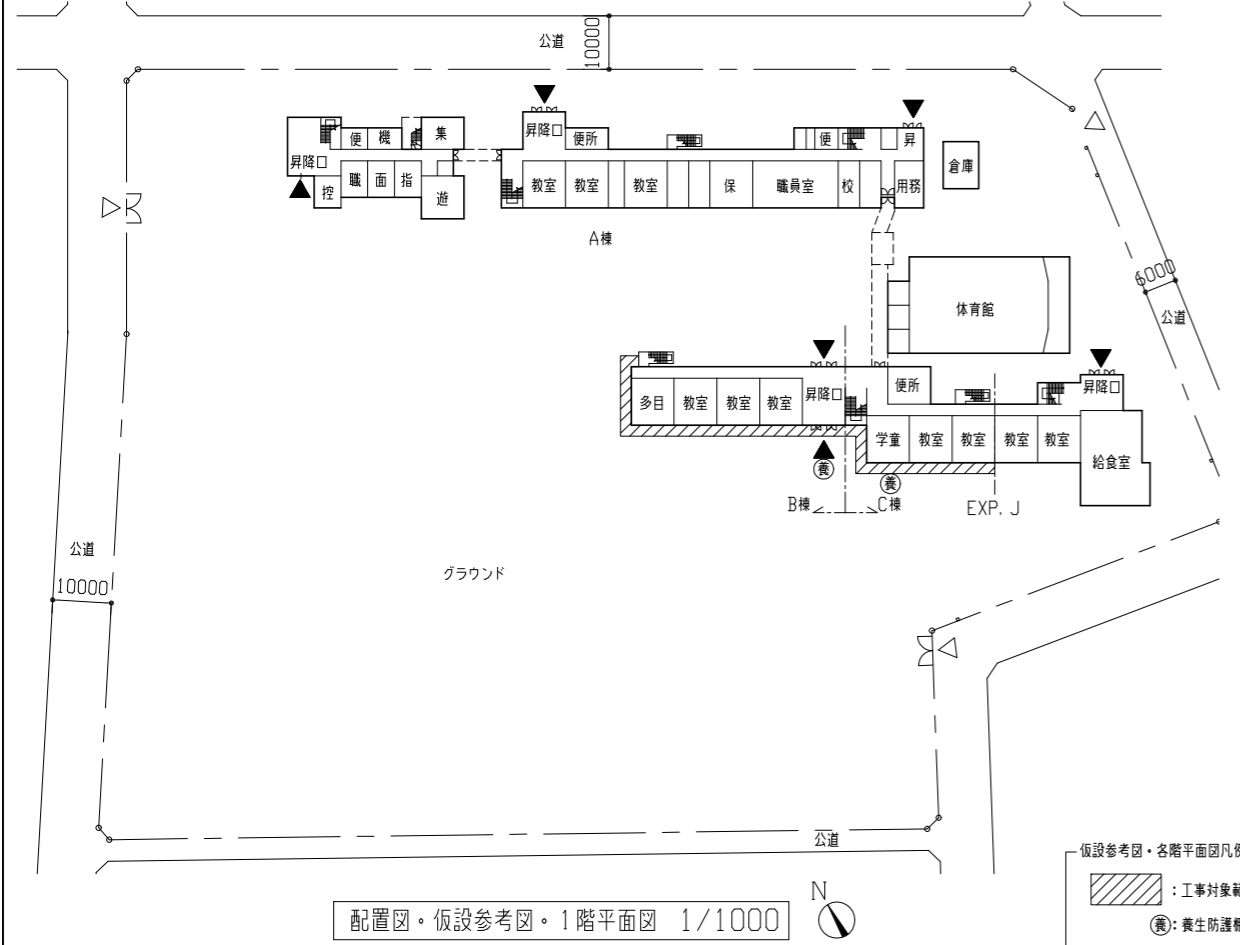 公道
10000
昇降口
便
機
集
昇降口
便所
便
昇
控
職
面
指
遊
教室
教室
教室
保
職員室
校
用務
倉庫
A棟
6000
公道
体育館
多目
教室
教室
教室
昇降口
便所
昇降口
学童
教室
教室
教室
教室
給食室
養
養
B棟
C棟
EXP. J
公道
10000
グラウンド
公道
仮設参考図・各階平面図凡例
:工事対象範
養:養生防護柵
配置図・仮設参考図・1階平面図 1/1000
N